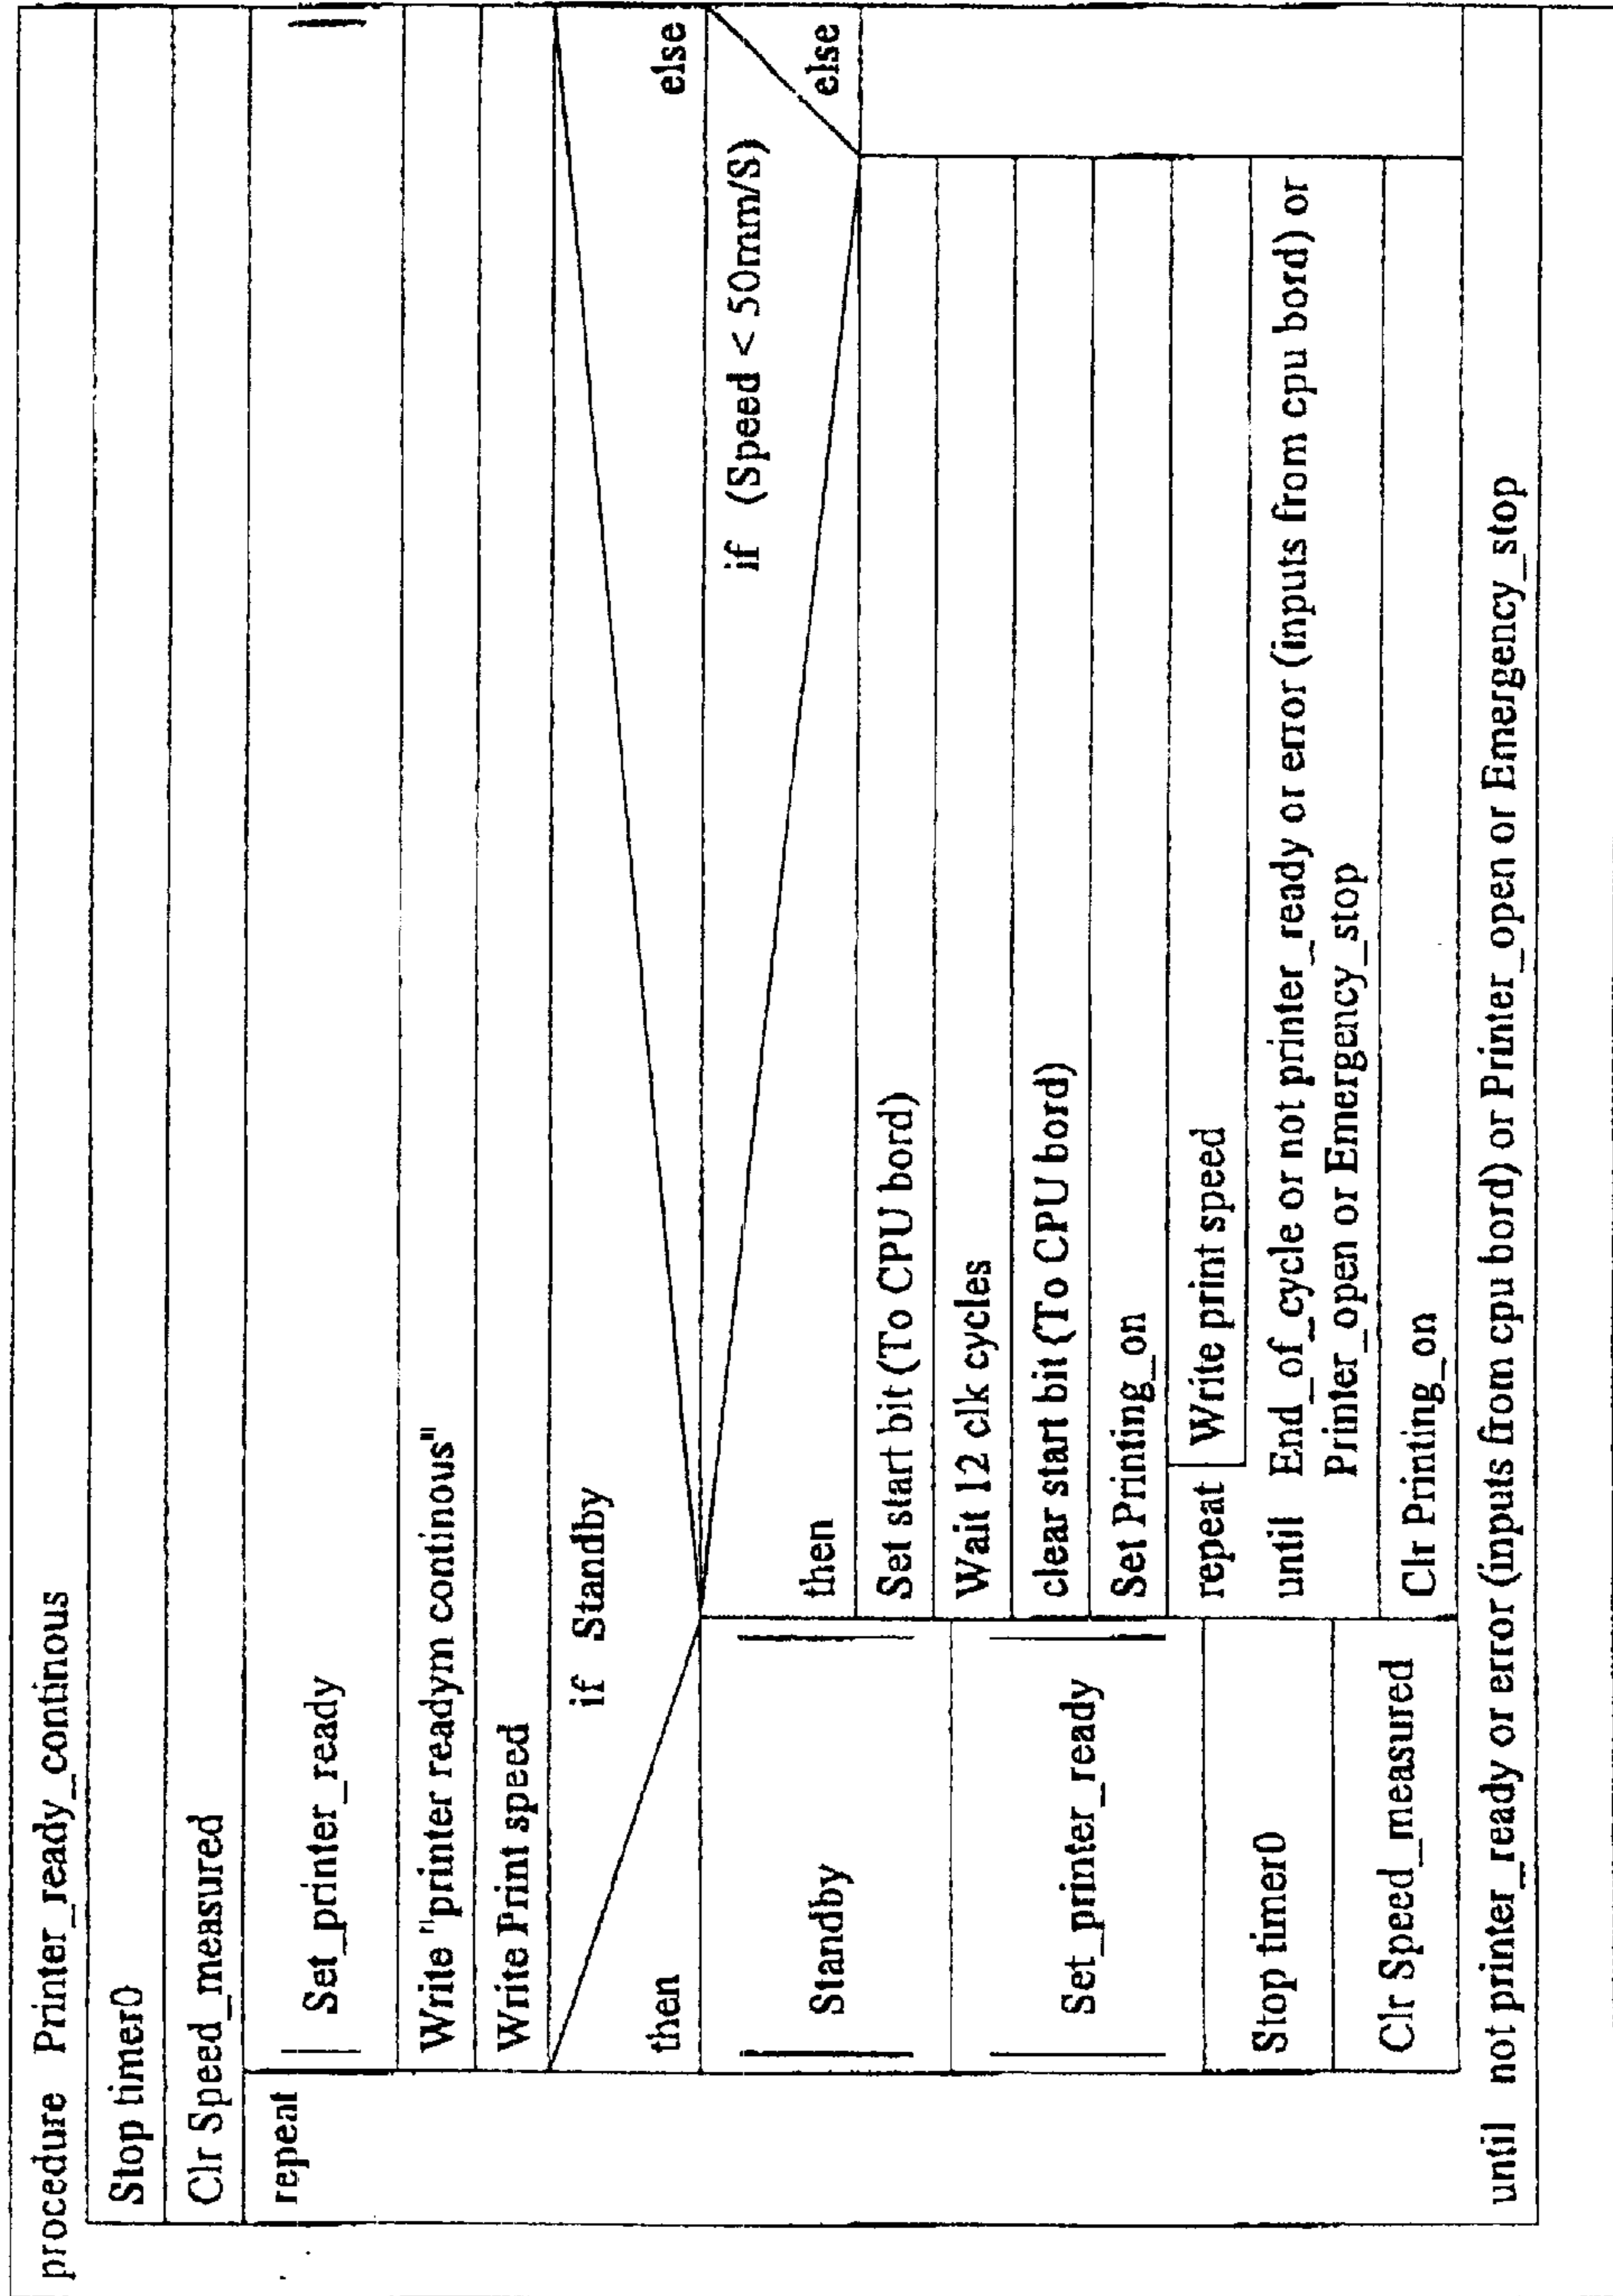 procedure Printer_ready_continous
Stop timer0
Clr Speed_measured
repeat
Set_printer_ready
Write "printer readym continous"
Write Print speed
if Standby
then
else
Standby
Set_printer_ready
Stop timer0
Clr Speed_measured
if (Speed < 50mm/S)
then
else
Set start bit (To CPU bord)
Wait 12 clk cycles
clear start bit (To CPU bord)
Set Printing_on
repeat Write print speed
until End_of_cycle or not printer_ready or error (inputs from cpu bord) or
Printer_open or Emergency_stop
Clr Printing_on
until not printer_ready or error (inputs from cpu bord) or Printer_open or Emergency_stop